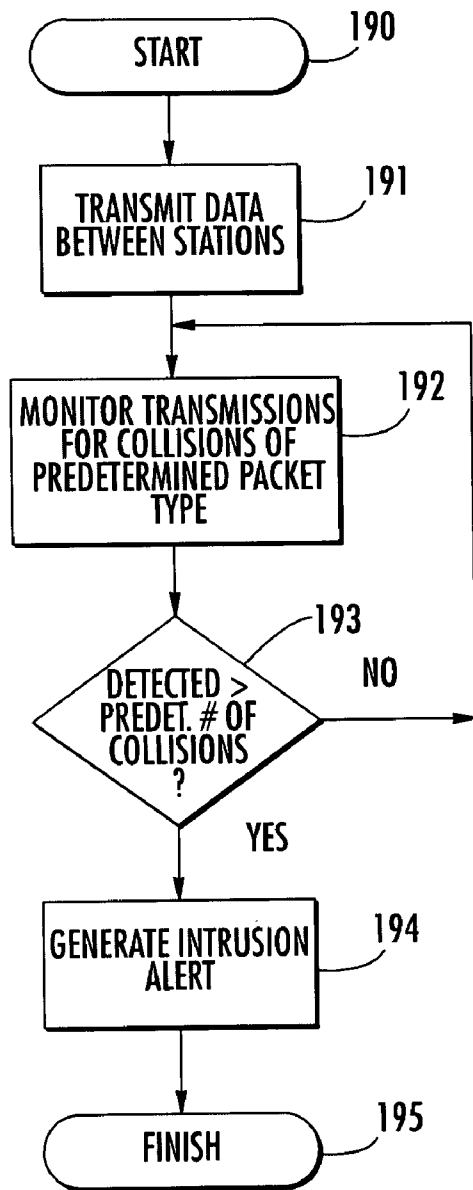 START
190
TRANSMIT DATA
BETWEEN STATIONS
191
MONITOR TRANSMISSIONS
FOR COLLISIONS OF
PREDETERMINED PACKET
TYPE
192
DETECTED >
PREDET. # OF
COLLISIONS
?
193
NO
YES
GENERATE INTRUSION
ALERT
194
FINISH
195